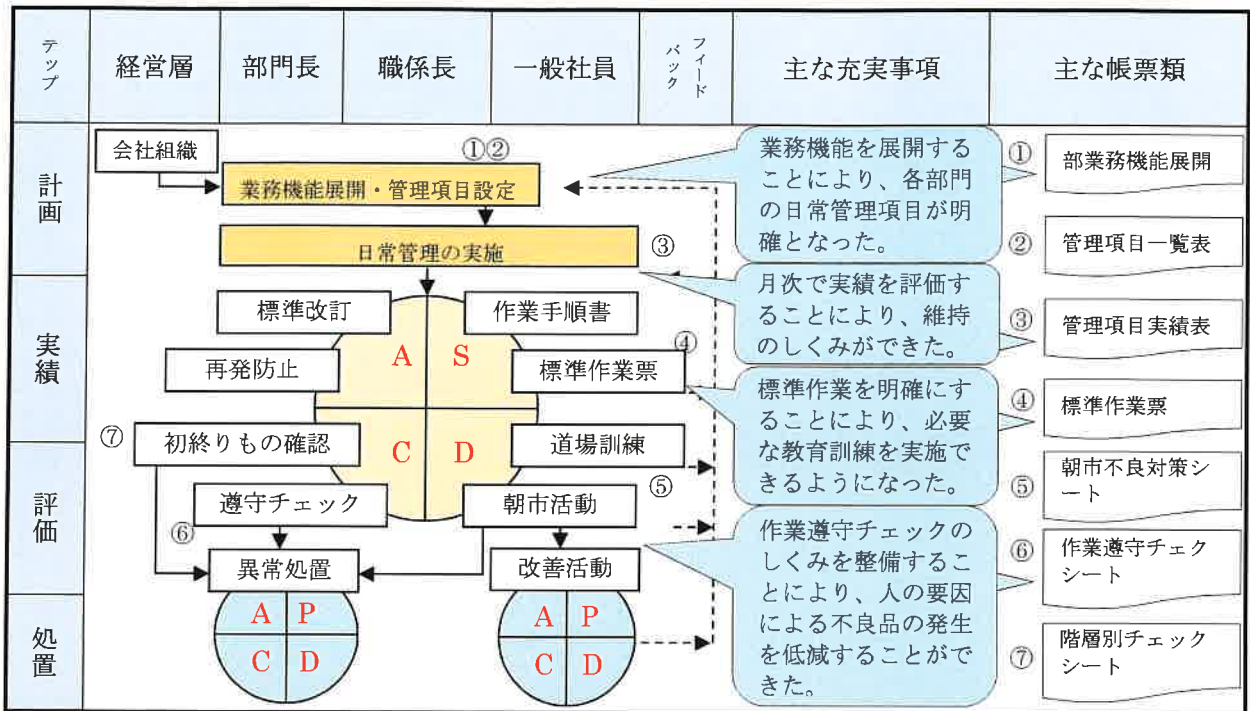 テップ
経営層
部門長
職係長
一般社員
フィード
バック
主な充実事項
主な帳票類
計画
実績
評価
処置
会社組織
①②
業務機能展開・管理項目設定
日常管理の実施
③
標準改訂
作業手順書
再発防止
標準作業票
④
A
S
C
D
⑦
初終りもの確認
道場訓練
遵守チェック
朝市活動
⑤
⑥
異常処置
改善活動
A
P
C
D
A
P
C
D
業務機能を展開する
ことにより、各部門
の日常管理項目が明
確となった。
月次で実績を評価す
ることにより、維持
のしくみができた。
標準作業を明確にす
ることにより、必要
な教育訓練を実施で
きるようになった。
作業遵守チェックの
しくみを整備するこ
とにより、人の要因
による不良品の発生
を低減することがで
きた。
①
部業務機能展開
②
管理項目一覧表
③
管理項目実績表
④
標準作業票
⑤
朝市不良対策シ
ート
⑥
作業遵守チェク
シート
⑦
階層別チェック
シート